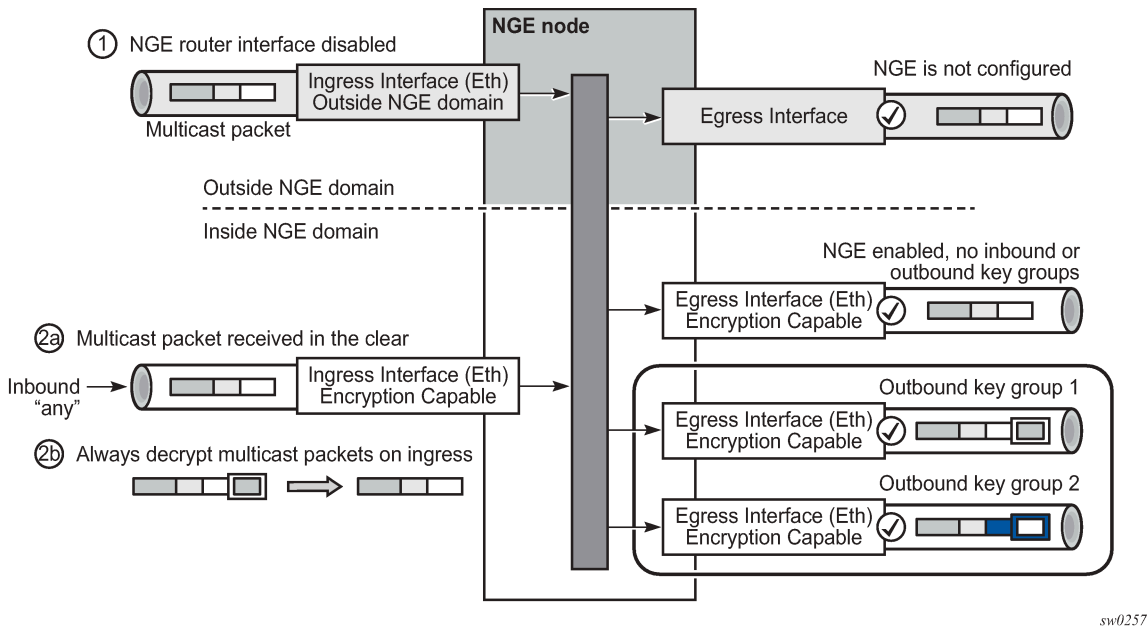 NGE node
1 NGE router interface disabled
Ingress Interface (Eth)
Outside NGE domain
Multicast packet
NGE is not configured
Egress Interface
Outside NGE domain
Inside NGE domain
NGE enabled, no inbound or
outbound key groups
Egress Interface (Eth)
Encryption Capable
2a Multicast packet received in the clear
Inbound
“any”
Ingress Interface (Eth)
Encryption Capable
Outbound key group 1
Egress Interface (Eth)
Encryption Capable
2b Always decrypt multicast packets on ingress
Outbound key group 2
Egress Interface (Eth)
Encryption Capable
sw0257